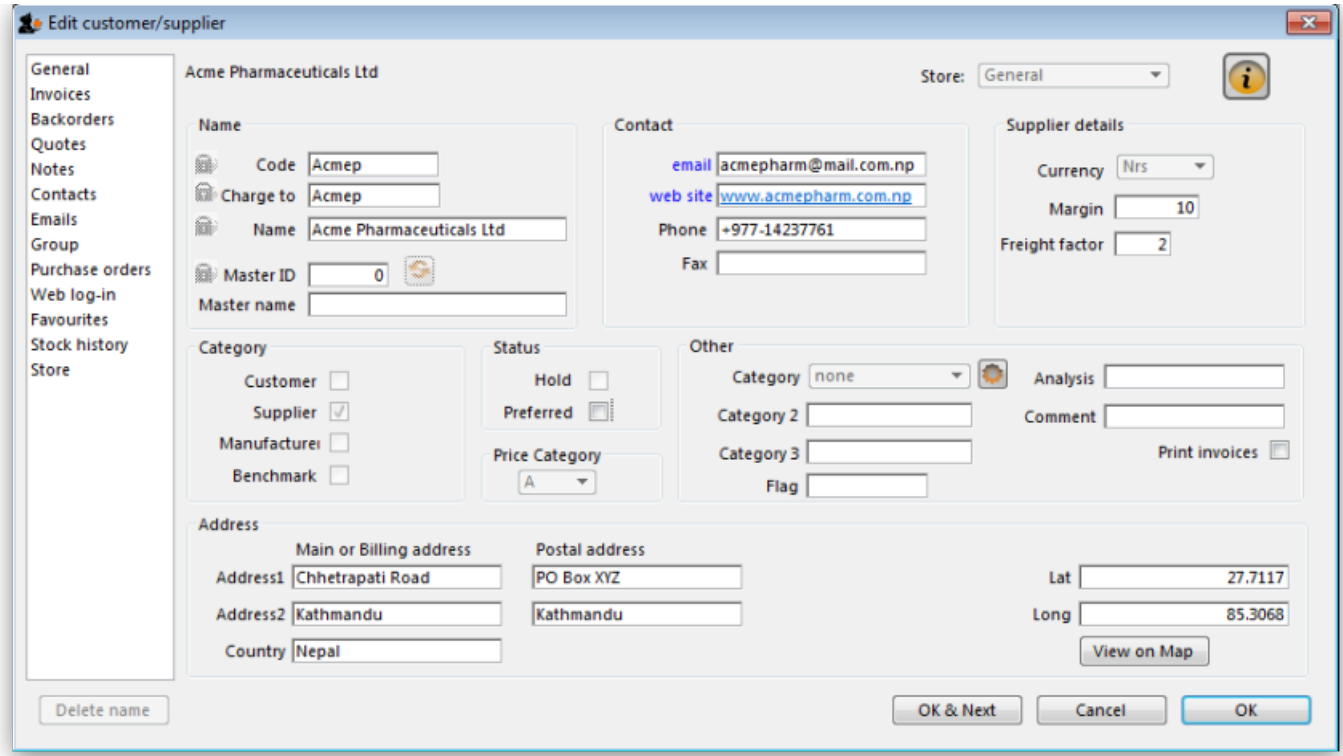 Edit customer/supplier
General
Invoices
Backorders
Quotes
Notes
Contacts
Emails
Group
Purchase orders
Web log-in
Favourites
Stock history
Store
Acme Pharmaceuticals Ltd
Store: General
i
Name
Code Acmep
Charge to Acmep
Name Acme Pharmaceuticals Ltd
Master ID 0
Master name
Contact
email acmepharm@mail.com.np
web site www.acmepharm.com.np
Phone +977-14237761
Fax
Supplier details
Currency Nrs
Margin 10
Freight factor 2
Category
Customer
Supplier
Manufacturer
Benchmark
Status
Hold
Preferred
Price Category
A
Other
Category none
Category 2
Category 3
Flag
Analysis
Comment
Print invoices
Address
Main or Billing address Postal address
Address1 Chhetrapati Road PO Box XYZ
Address2 Kathmandu Kathmandu
Country Nepal
Lat 27.7117
Long 85.3068
View on Map
Delete name OK & Next Cancel OK